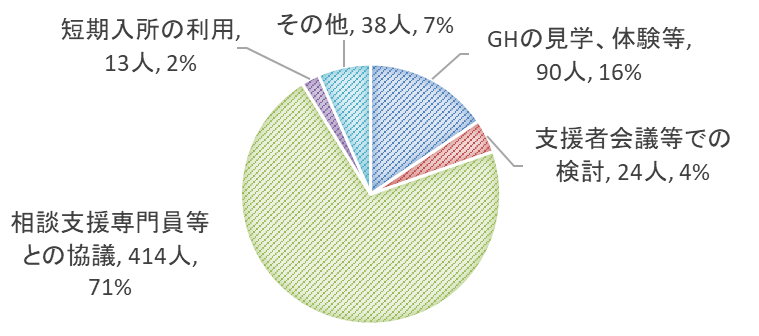 短期入所の利用,
13人, 2%
その他, 38人, 7%
GHの見学、体験等,
90人, 16%
支援者会議等での
検討, 24人, 4%
相談支援専門員等
との協議, 414人,
71%